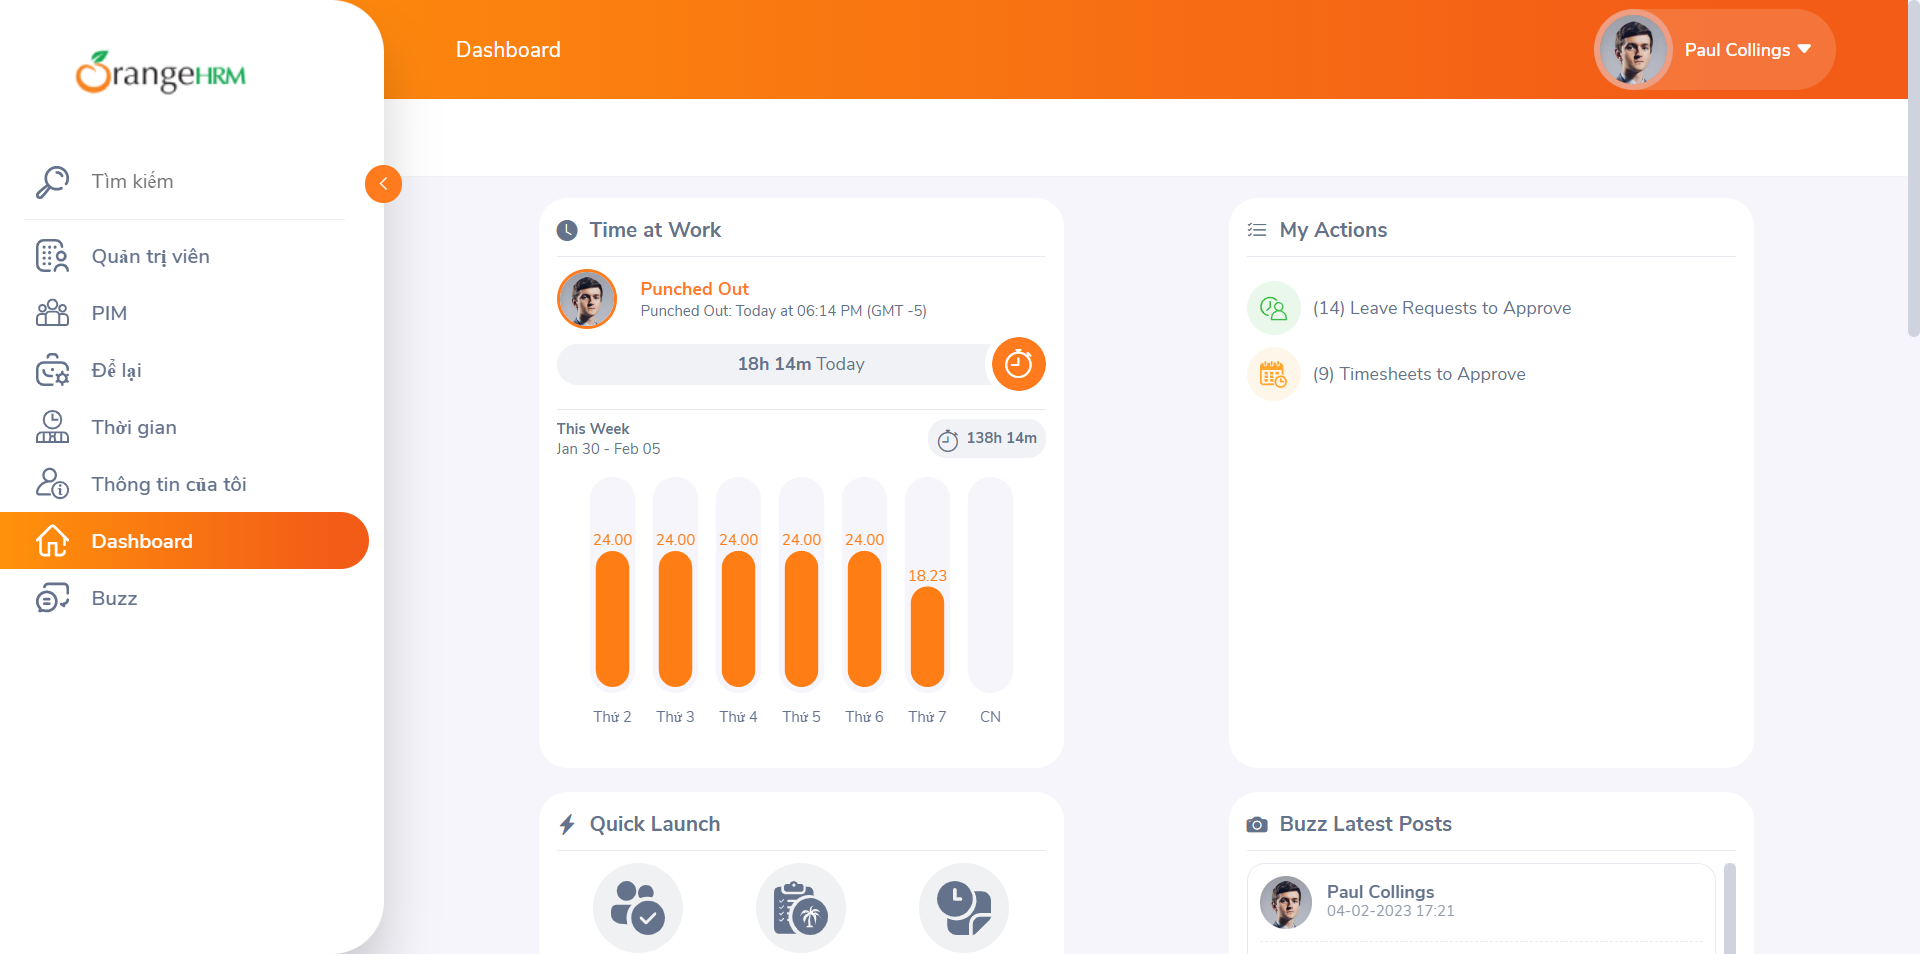 OrangeHRM
Dashboard
Paul Collings
Tìm kiếm
Quản trị viên
PIM
Để lại
Thời gian
Thông tin của tôi
Dashboard
Buzz
Time at Work
Punched Out
Punched Out: Today at 06:14 PM (GMT -5)
18h 14m Today
This Week
Jan 30 - Feb 05
138h 14m
24.00 24.00 24.00 24.00 24.00 18.23
Thứ 2 Thứ 3 Thứ 4 Thứ 5 Thứ 6 Thứ 7 CN
My Actions
(14) Leave Requests to Approve
(9) Timesheets to Approve
Quick Launch
Buzz Latest Posts
Paul Collings
04-02-2023 17:21